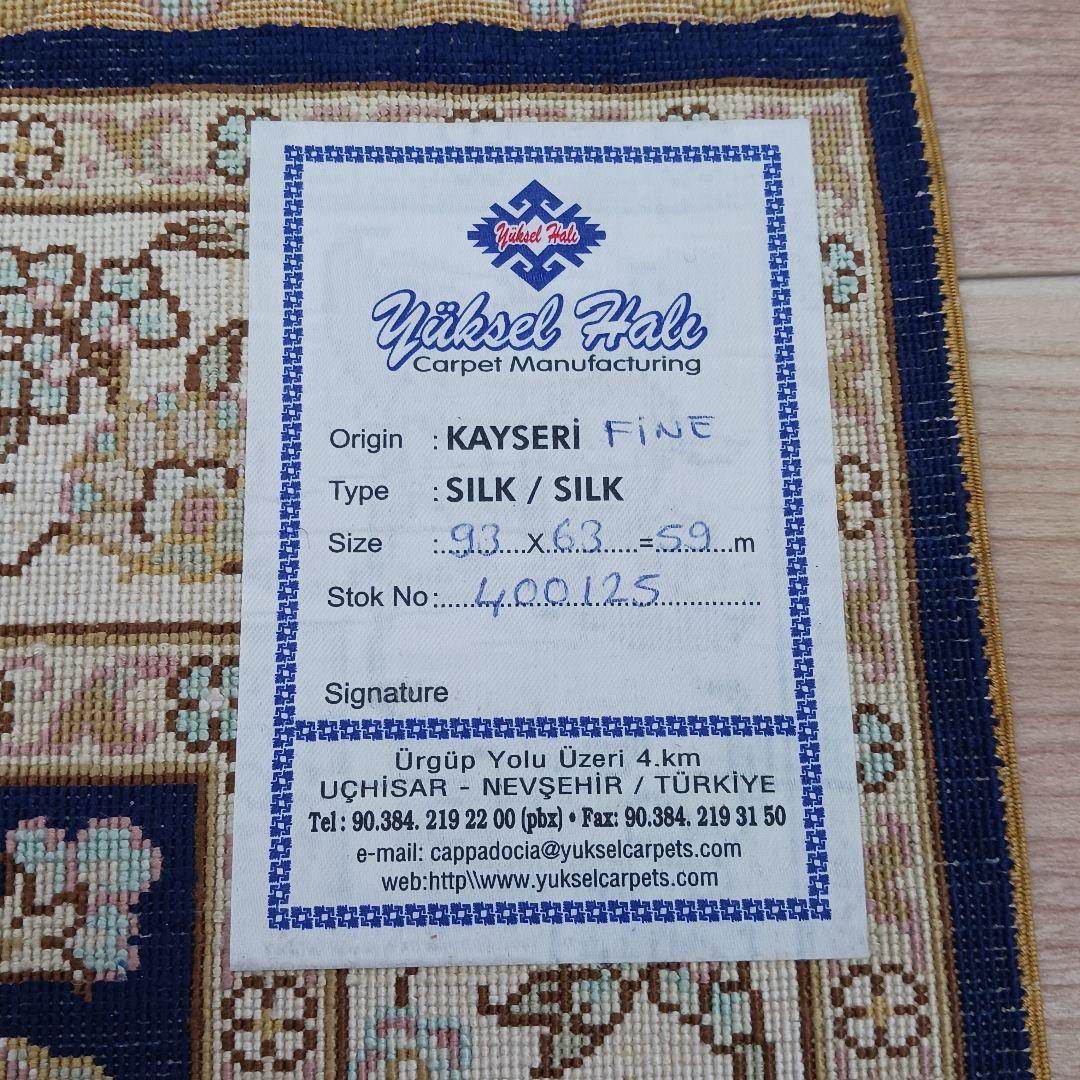 Yüksel Halı
Yüksel Halı
Carpet Manufacturing
Origin : KAYSERİ FİNE
Type : SILK / SILK
Size :..93....X.63.....=59...m
Stok No:....400125....................
Signature
Ürgüp Yolu Üzeri 4.km
UÇHİSAR - NEVŞEHİR / TÜRKİYE
Tel : 90.384. 219 22 00 (pbx) • Fax: 90.384. 219 31 50
e-mail: cappadocia@yukselcarpets.com
web:http\\www.yukselcarpets.com